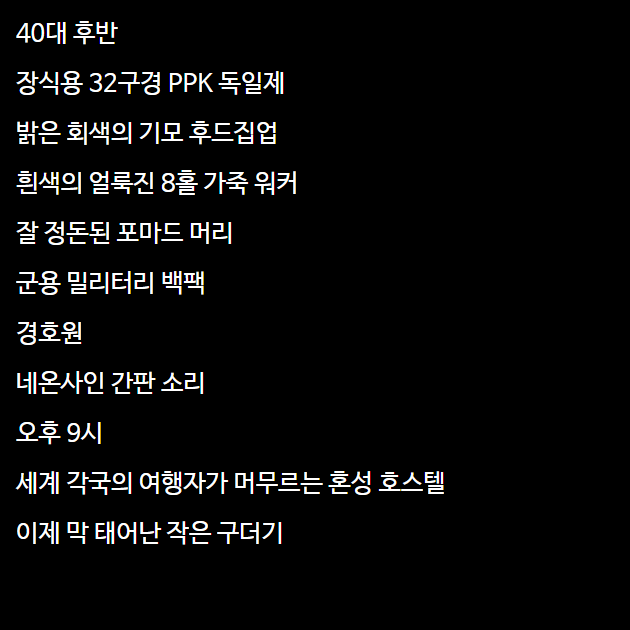 40대 후반
장식용 32구경 PPK 독일제
밝은 회색의 기모 후드집업
흰색의 얼룩진 8홀 가죽 워커
잘 정돈된 포마드 머리
군용 밀리터리 백팩
경호원
네온사인 간판 소리
오후 9시
세계 각국의 여행자가 머무르는 혼성 호스텔
이제 막 태어난 작은 구더기